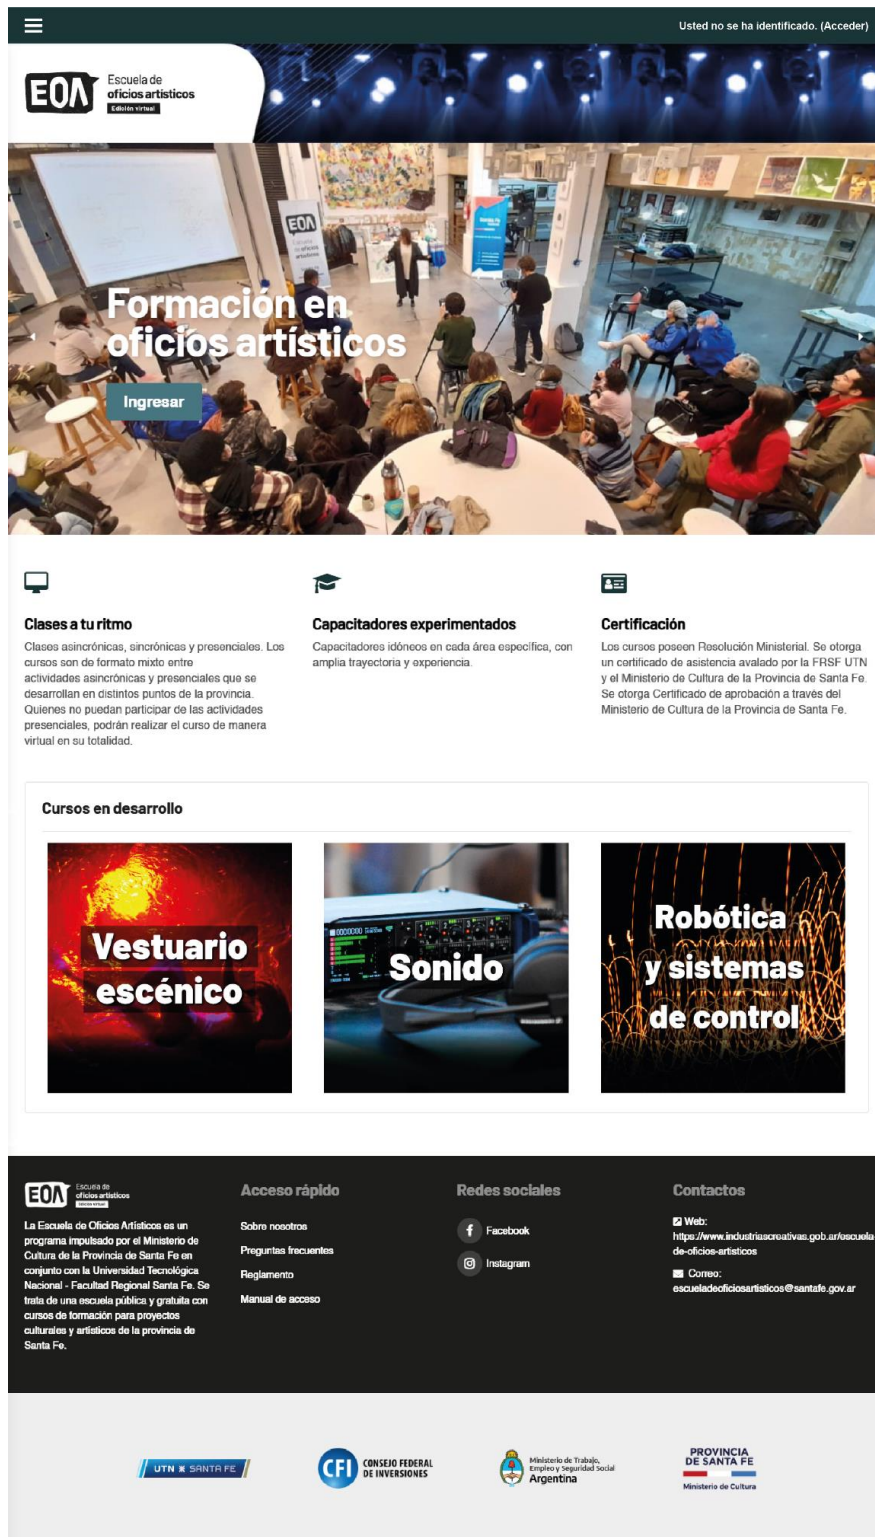 Usted no se ha identificado. (Acceder)
EOA
Escuela de
oficios artísticos
Edición virtual
EOA
Formación en
oficios artísticos
Ingresar
Clases a tu ritmo
Clases asincrónicas, sincrónicas y presenciales. Los
cursos son de formato mixto entre
actividades asincrónicas y presenciales que se
desarrollan en distintos puntos de la provincia.
Quienes no puedan participar de las actividades
presenciales, podrán realizar el curso de manera
virtual en su totalidad.
Capacitadores experimentados
Capacitadores idóneos en cada área específica, con
amplia trayectoria y experiencia.
Certificación
Los cursos poseen Resolución Ministerial. Se otorga
un certificado de asistencia avalado por la FRSF UTN
y el Ministerio de Cultura de la Provincia de Santa Fe.
Se otorga Certificado de aprobación a través del
Ministerio de Cultura de la Provincia de Santa Fe.
Cursos en desarrollo
Vestuario
escénico
Sonido
Robótica
y sistemas
de control
EOA
Escuela de
oficios artísticos
Edición virtual
La Escuela de Oficios Artísticos es un
programa impulsado por el Ministerio de
Cultura de la Provincia de Santa Fe en
conjunto con la Universidad Tecnológica
Nacional - Facultad Regional Santa Fe. Se
trata de una escuela pública y gratuita con
cursos de formación para proyectos
culturales y artísticos de la provincia de
Santa Fe.
Acceso rápido
Sobre nosotros
Preguntas frecuentes
Reglamento
Manual de acceso
Redes sociales
Facebook
Instagram
Contactos
Web:
https://www.industriascreativas.gob.ar/escuela
de-oficios-artisticos
Correo:
escueladeoficiosartisticos@santafe.gov.ar
UTN SANTA FE
CFI
CONSEJO FEDERAL
DE INVERSIONES
Ministerio de Trabajo,
Empleo y Seguridad Social
Argentina
PROVINCIA
DE SANTA FE
Ministerio de Cultura